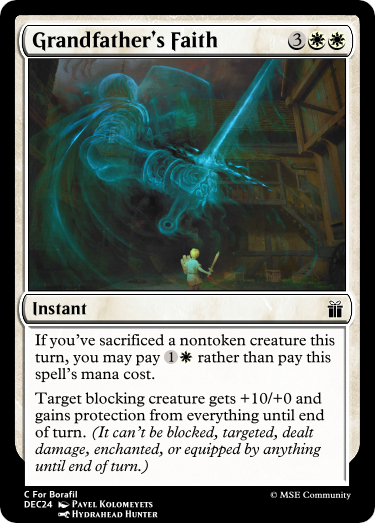 Grandfather's Faith 3
Instant
If you've sacrificed a nontoken creature this
turn, you may pay 1 rather than pay this
spell's mana cost.
Target blocking creature gets +10/+0 and
gains protection from everything until end
of turn. (It can't be blocked, targeted, dealt
damage, enchanted, or equipped by anything
until end of turn.)
C For Borafil
DEC24 Pavel Kolomeyets
Hydrahead Hunter
© MSE Community